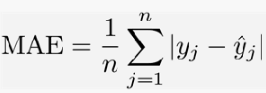 MAE = \frac{1}{n} \sum_{j=1}^{n} |y_j - \hat{y}_j|